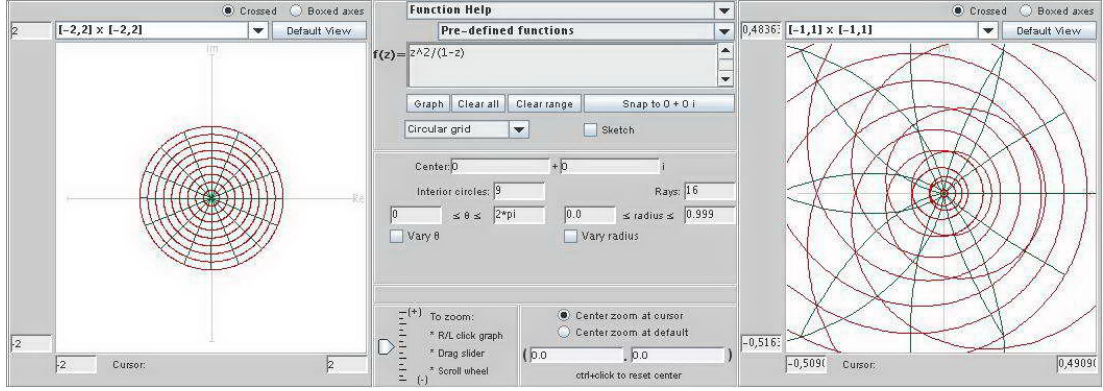 Crossed Boxed axes
2 [-2,2] x [-2,2] Default View
Im
Re
-2
-2 Cursor: 2
Function Help
Pre-defined functions
f(z)= z^2/(1-z)
Graph Clear all Clear range Snap to 0 + 0 i
Circular grid Sketch
Center: 0 + 0 i
Interior circles: 9 Rays: 16
0 ≤ θ ≤ 2*pi 0.0 ≤ radius ≤ 0.999
Vary θ Vary radius
(+) To zoom:
* R/L click graph
* Drag slider
* Scroll wheel
(-)
Center zoom at cursor
Center zoom at default
( 0.0 , 0.0 )
ctrl+click to reset center
Crossed Boxed axes
[-1,1] x [-1,1] Default View
-0,509 Cursor: 0,4909